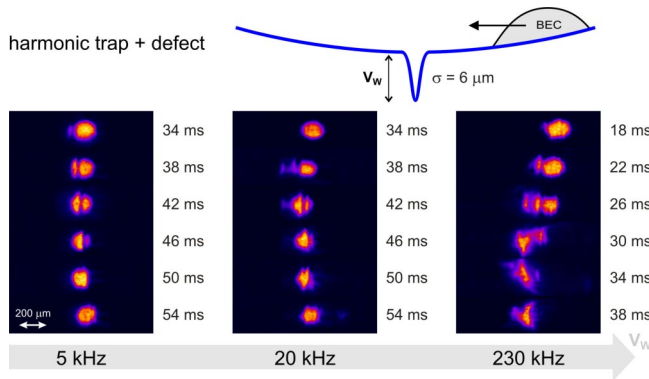 BEC
harmonic trap + defect
V_W
σ = 6 μm
34 ms
34 ms
18 ms
38 ms
38 ms
22 ms
42 ms
42 ms
26 ms
46 ms
46 ms
30 ms
50 ms
50 ms
34 ms
200 μm
54 ms
54 ms
38 ms
V_W
5 kHz
20 kHz
230 kHz